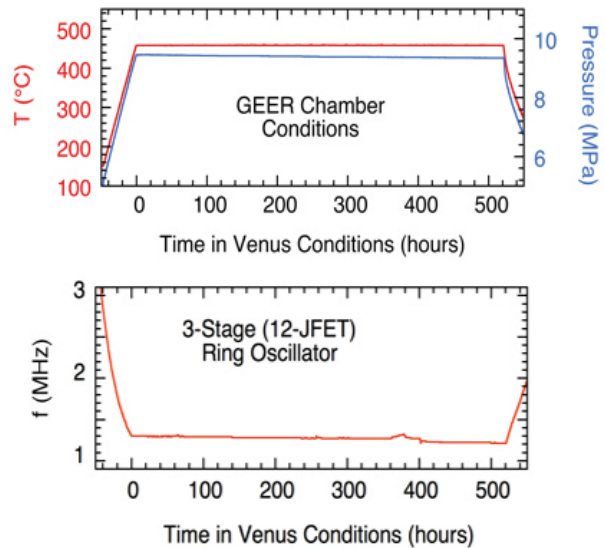 500
400
300
200
100
T (°C)
10
8
6
Pressure (MPa)
GEER Chamber
Conditions
0 100 200 300 400 500
Time in Venus Conditions (hours)
3
2
1
f (MHz)
3-Stage (12-JFET)
Ring Oscillator
0 100 200 300 400 500
Time in Venus Conditions (hours)